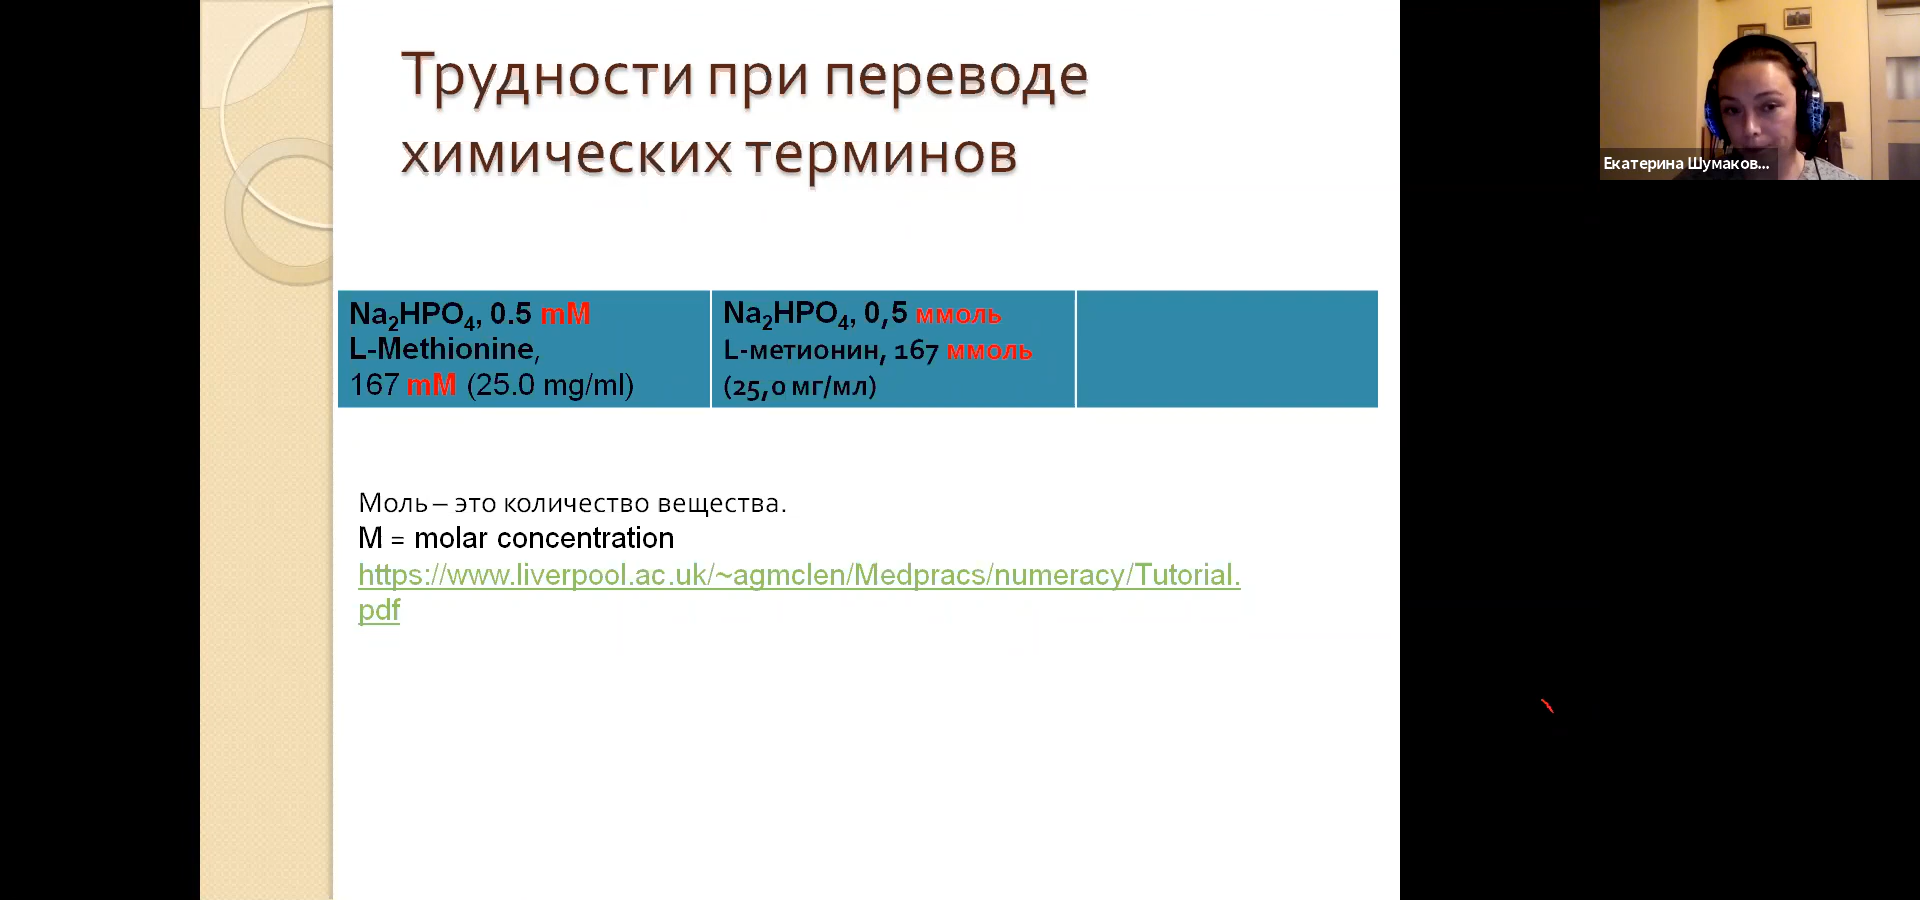 Трудности при переводе
химических терминов
Na₂HPO₄, 0.5 mM
L-Methionine,
167 mM (25.0 mg/ml)
Na₂HPO₄, 0,5 ммоль
L-метионин, 167 ммоль
(25,0 мг/мл)
Моль – это количество вещества.
M = molar concentration
https://www.liverpool.ac.uk/~agmclen/Medpracs/numeracy/Tutorial.
pdf
Екатерина Шумаков...